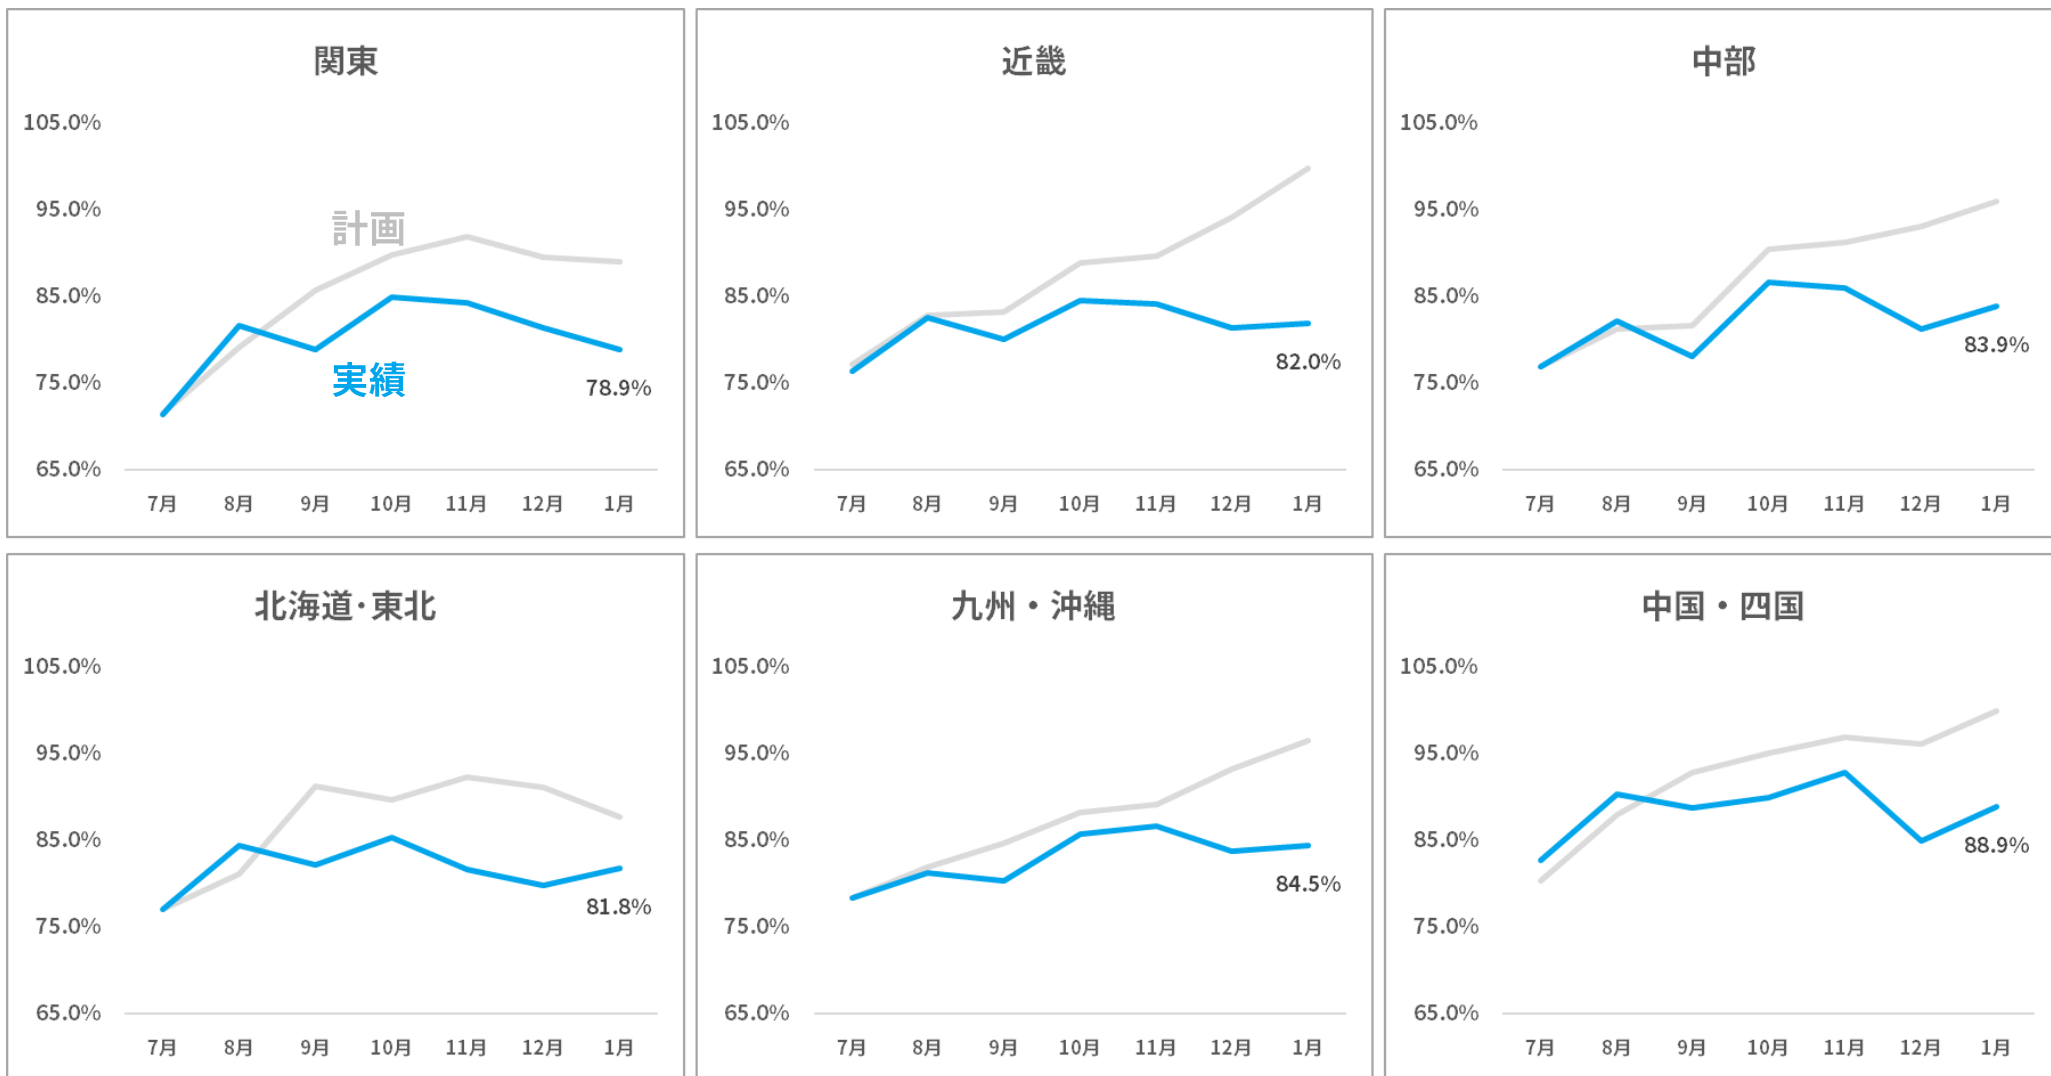 関東
105.0%
95.0%
85.0%
75.0%
65.0%
計画
実績
78.9%
7月 8月 9月 10月 11月 12月 1月
近畿
105.0%
95.0%
85.0%
75.0%
65.0%
82.0%
7月 8月 9月 10月 11月 12月 1月
中部
105.0%
95.0%
85.0%
75.0%
65.0%
83.9%
7月 8月 9月 10月 11月 12月 1月
北海道･東北
105.0%
95.0%
85.0%
75.0%
65.0%
81.8%
7月 8月 9月 10月 11月 12月 1月
九州・沖縄
105.0%
95.0%
85.0%
75.0%
65.0%
84.5%
7月 8月 9月 10月 11月 12月 1月
中国・四国
105.0%
95.0%
85.0%
75.0%
65.0%
88.9%
7月 8月 9月 10月 11月 12月 1月